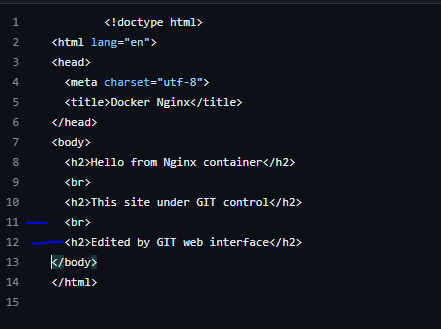 1 <!doctype html>
2 <html lang="en">
3 <head>
4 <meta charset="utf-8">
5 <title>Docker Nginx</title>
6 </head>
7 <body>
8 <h2>Hello from Nginx container</h2>
9 <br>
10 <h2>This site under GIT control</h2>
11 <br>
12 <h2>Edited by GIT web interface</h2>
13 </body>
14 </html>
15